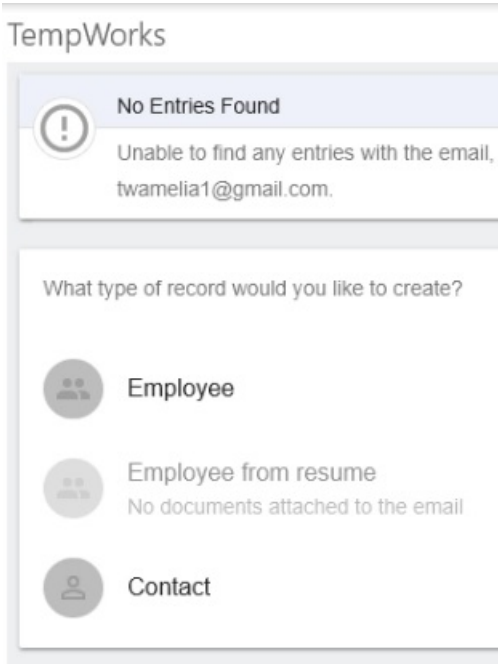 TempWorks
No Entries Found
Unable to find any entries with the email,
twamelia1@gmail.com.
What type of record would you like to create?
Employee
Employee from resume
No documents attached to the email
Contact